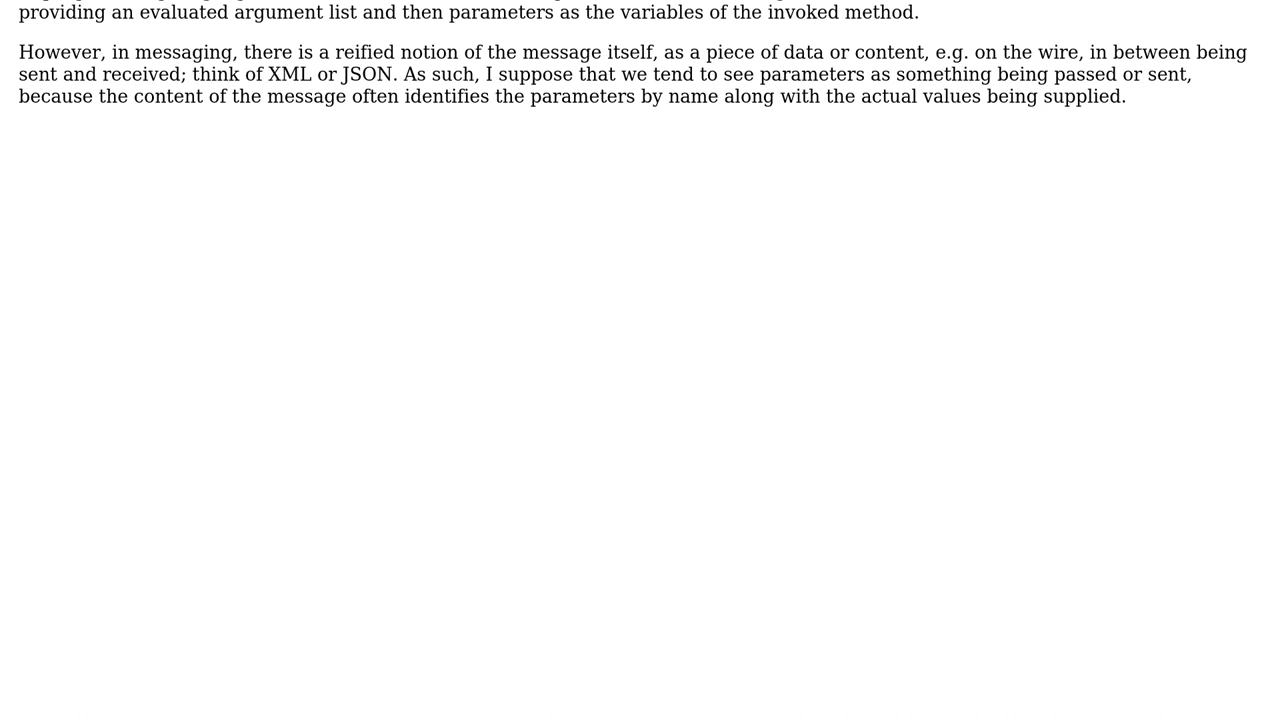 providing an evaluated argument list and then parameters as the variables of the invoked method.
However, in messaging, there is a reified notion of the message itself, as a piece of data or content, e.g. on the wire, in between being
sent and received; think of XML or JSON. As such, I suppose that we tend to see parameters as something being passed or sent,
because the content of the message often identifies the parameters by name along with the actual values being supplied.